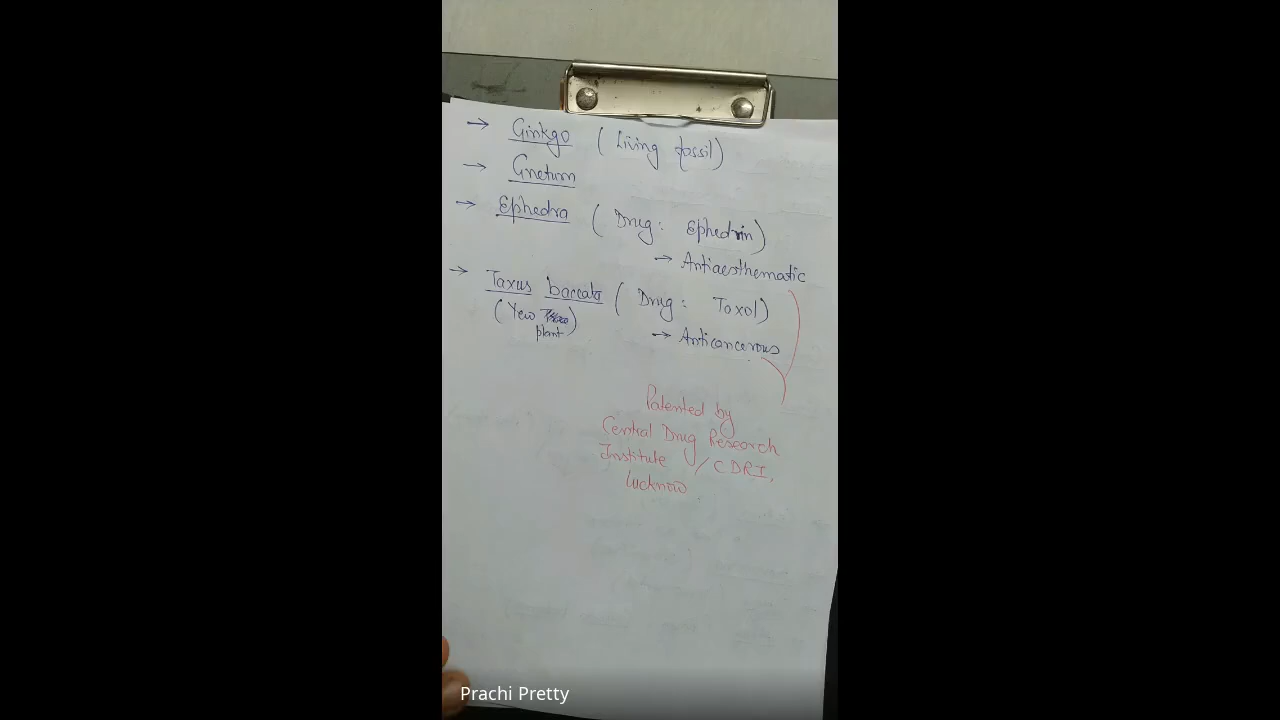 → Ginkgo (Living fossil)
→ Gnetum
→ Ephedra (Drug: Ephedrin)
→ Antiaesthematic
→ Taxus baccata (Drug: Taxol)
(Yew plant)
→ Anticancerous
Patented by
Central Drug Research
Institute / CDRI,
Lucknow
Prachi Pretty